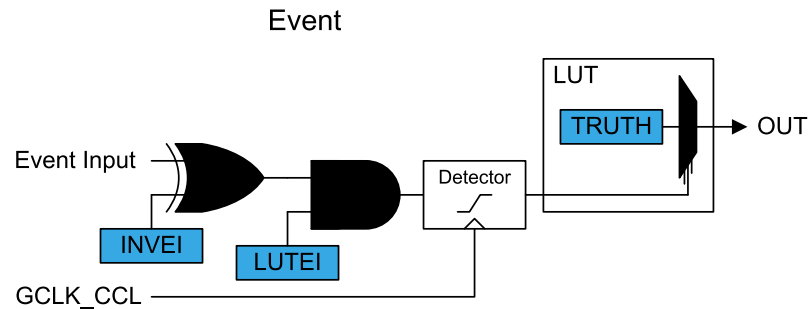 Event
LUT
TRUTH
OUT
Event Input
Detector
INVEI
LUTEI
GCLK_CCL